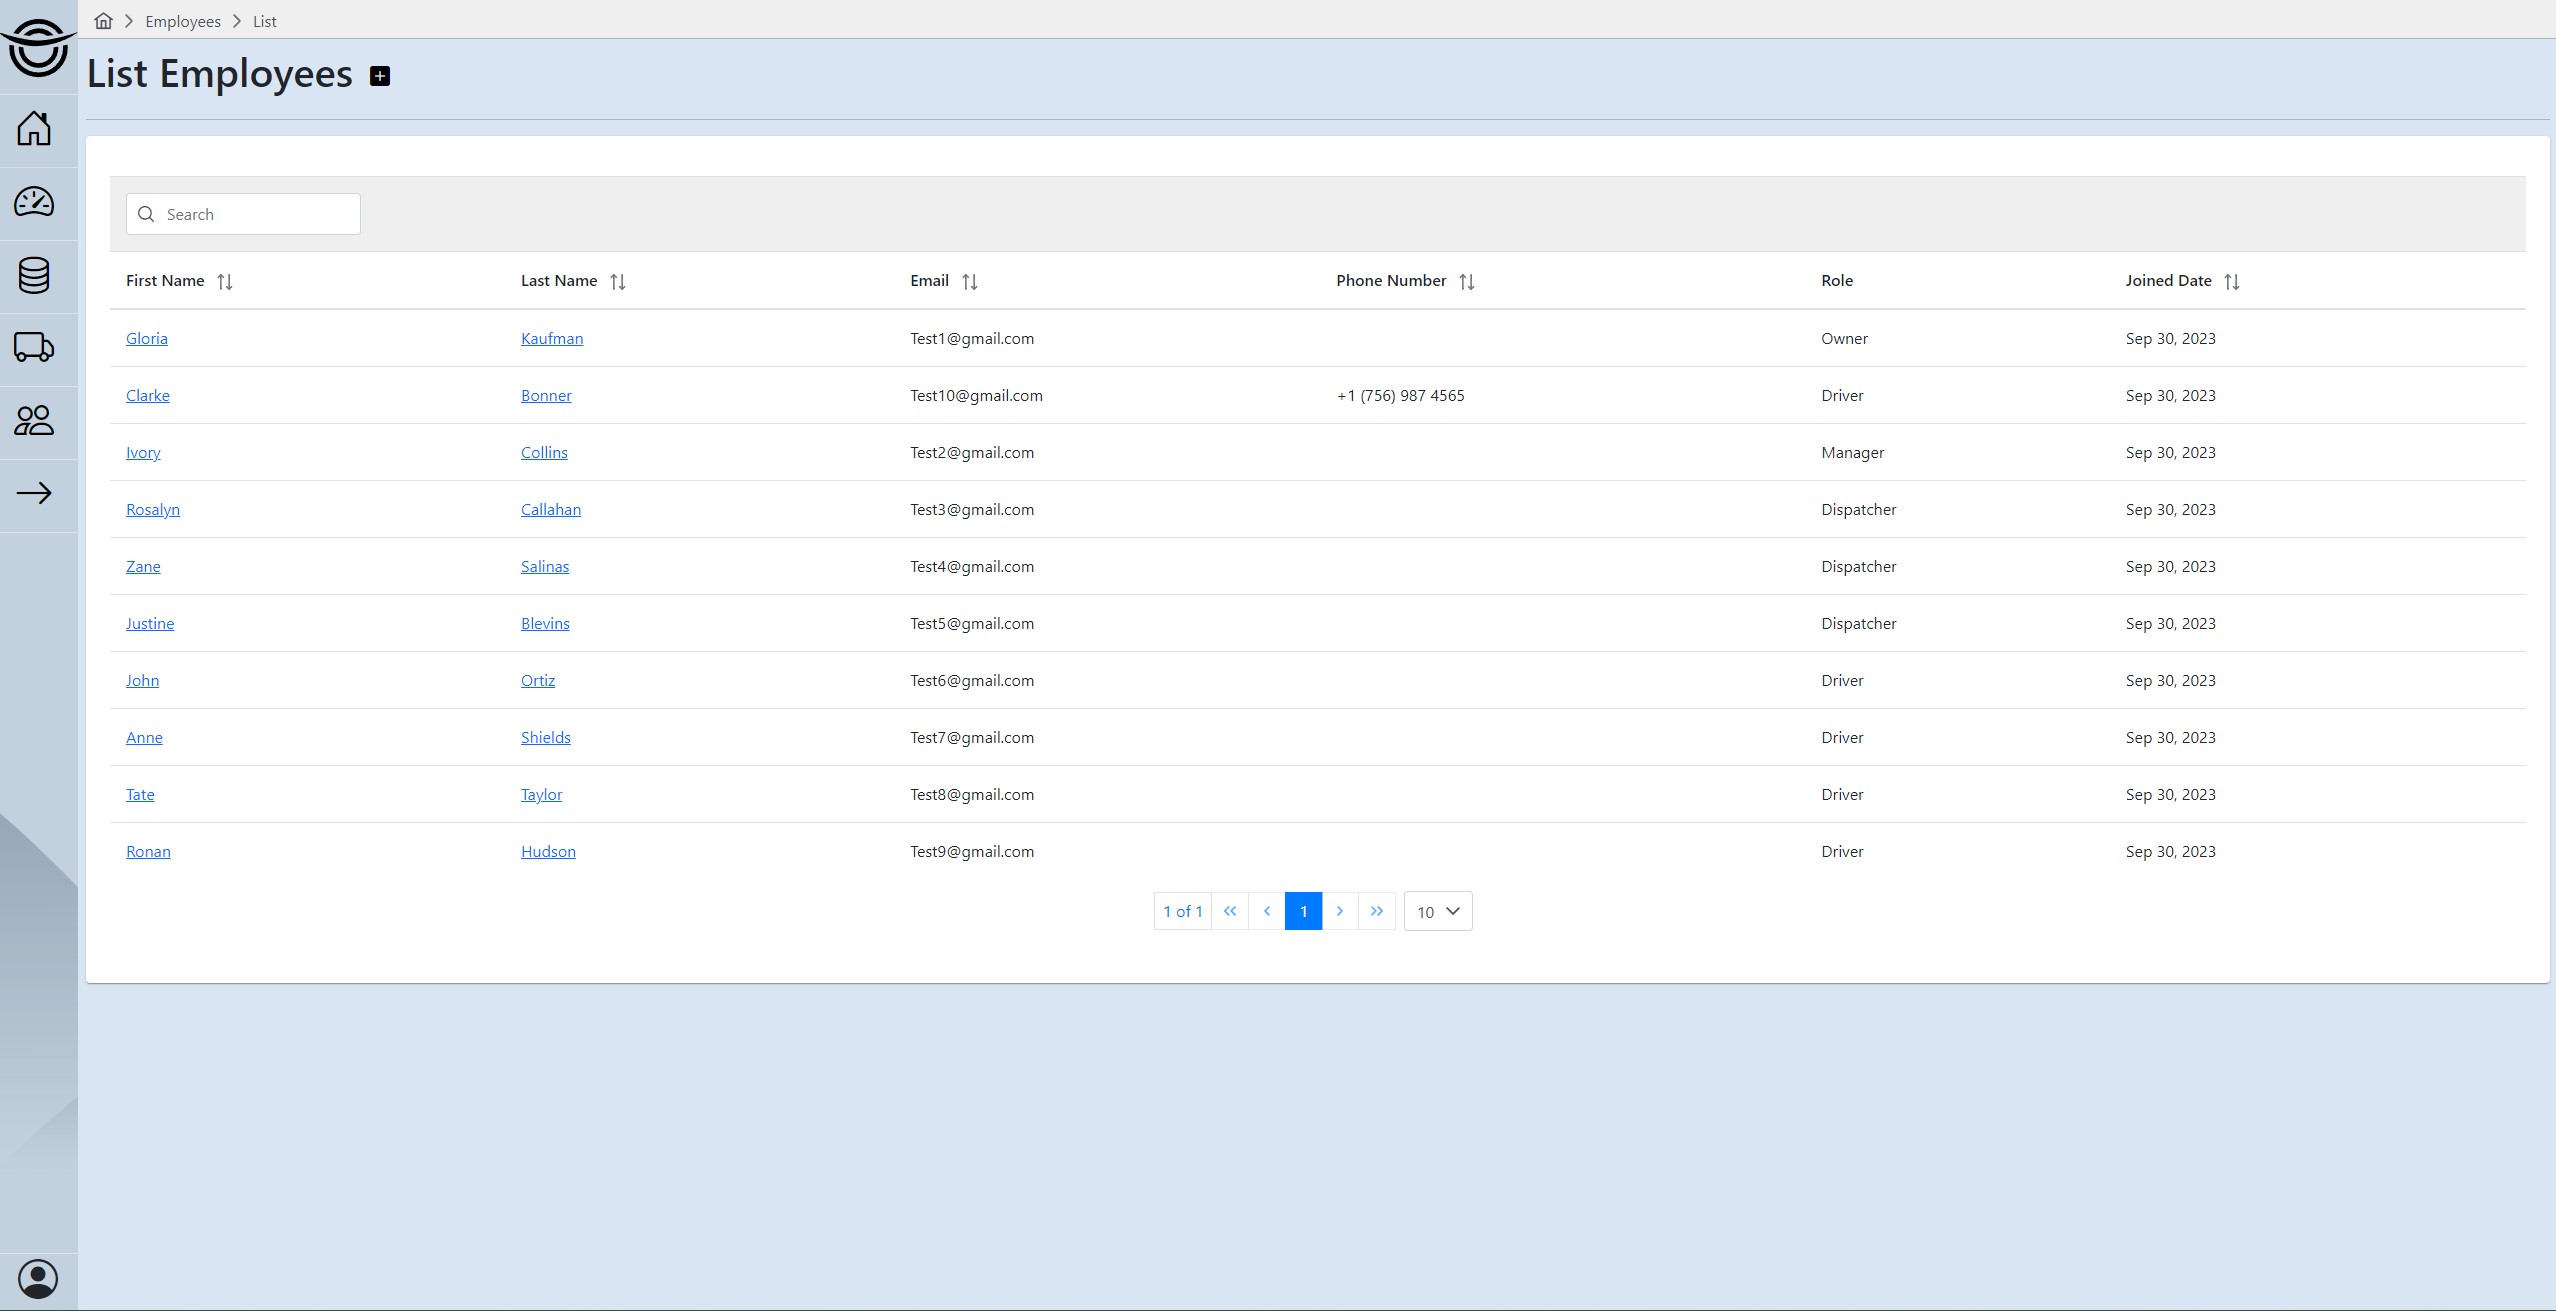 Employees List
List Employees
Search
First Name Last Name Email Phone Number Role Joined Date
Gloria Kaufman Test1@gmail.com Owner Sep 30, 2023
Clarke Bonner Test10@gmail.com +1 (756) 987 4565 Driver Sep 30, 2023
Ivory Collins Test2@gmail.com Manager Sep 30, 2023
Rosalyn Callahan Test3@gmail.com Dispatcher Sep 30, 2023
Zane Salinas Test4@gmail.com Dispatcher Sep 30, 2023
Justine Blevins Test5@gmail.com Dispatcher Sep 30, 2023
John Ortiz Test6@gmail.com Driver Sep 30, 2023
Anne Shields Test7@gmail.com Driver Sep 30, 2023
Tate Taylor Test8@gmail.com Driver Sep 30, 2023
Ronan Hudson Test9@gmail.com Driver Sep 30, 2023
1 of 1 1 10